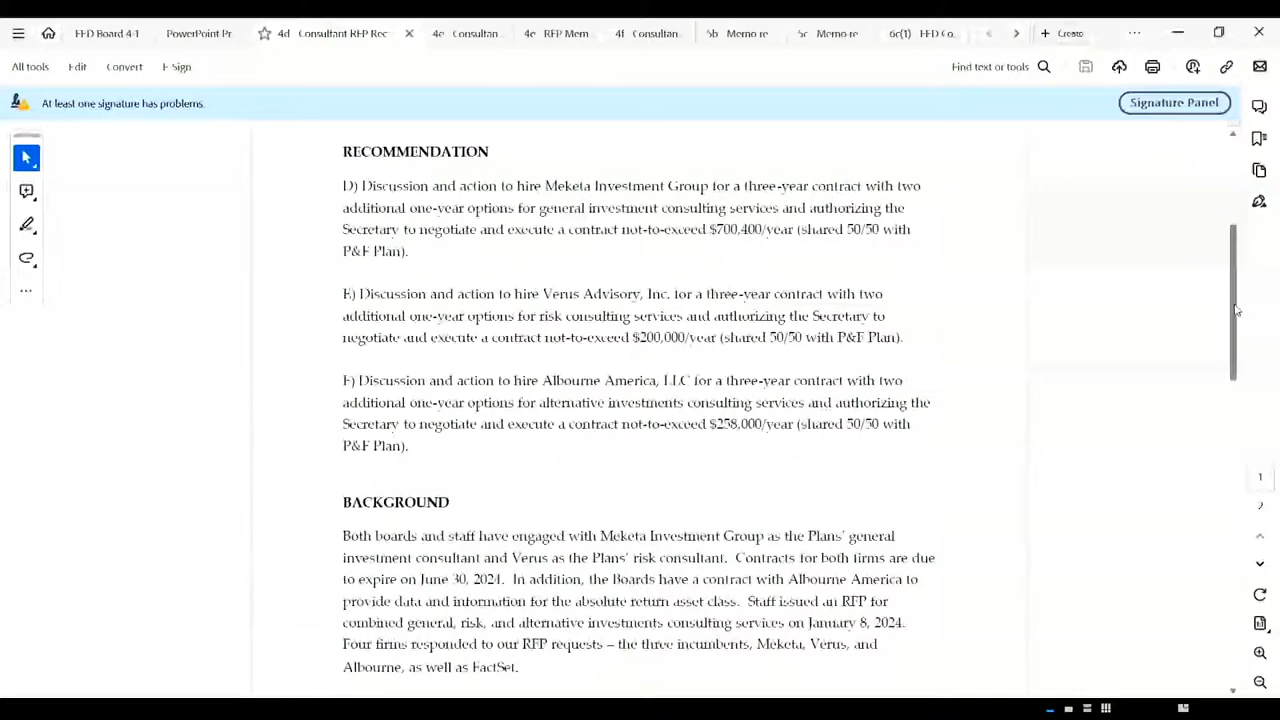 FFD Board 4-1
PowerPoint Pr.
4d Consultant RFP Rec
4e Consultan
4e RFP Mem
4f Consultan
5b Memo re
5c Memo-re
6c(1) FFD Co.
Create
All tools
Edit
Convert
E-Sign
Find text or tools
At least one signature has problems.
Signature Panel
RECOMMENDATION
D) Discussion and action to hire Meketa Investment Group for a three-year contract with two
additional one-year options for general investment consulting services and authorizing the
Secretary to negotiate and execute a contract not-to-exceed $700,400/year (shared 50/50 with
P&F Plan).
E) Discussion and action to hire Verus Advisory, Inc. for a three-year contract with two
additional one-year options for risk consulting services and authorizing the Secretary to
negotiate and execute a contract not-to-exceed $200,000/year (shared 50/50 with P&F Plan).
F) Discussion and action to hire Albourne America, LLC for a three-year contract with two
additional one-year options for alternative investments consulting services and authorizing the
Secretary to negotiate and execute a contract not-to-exceed $258,000/year (shared 50/50 with
P&F Plan).
BACKGROUND
Both boards and staff have engaged with Meketa Investment Group as the Plans' general
investment consultant and Verus as the Plans' risk consultant. Contracts for both firms are due
to expire on June 30, 2024. In addition, the Boards have a contract with Albourne America to
provide data and information for the absolute return asset class. Staff issued an RFP for
combined general, risk, and alternative investments consulting services on January 8, 2024.
Four firms responded to our RFP requests – the three incumbents, Meketa, Verus, and
Albourne, as well as FactSet.
1
2